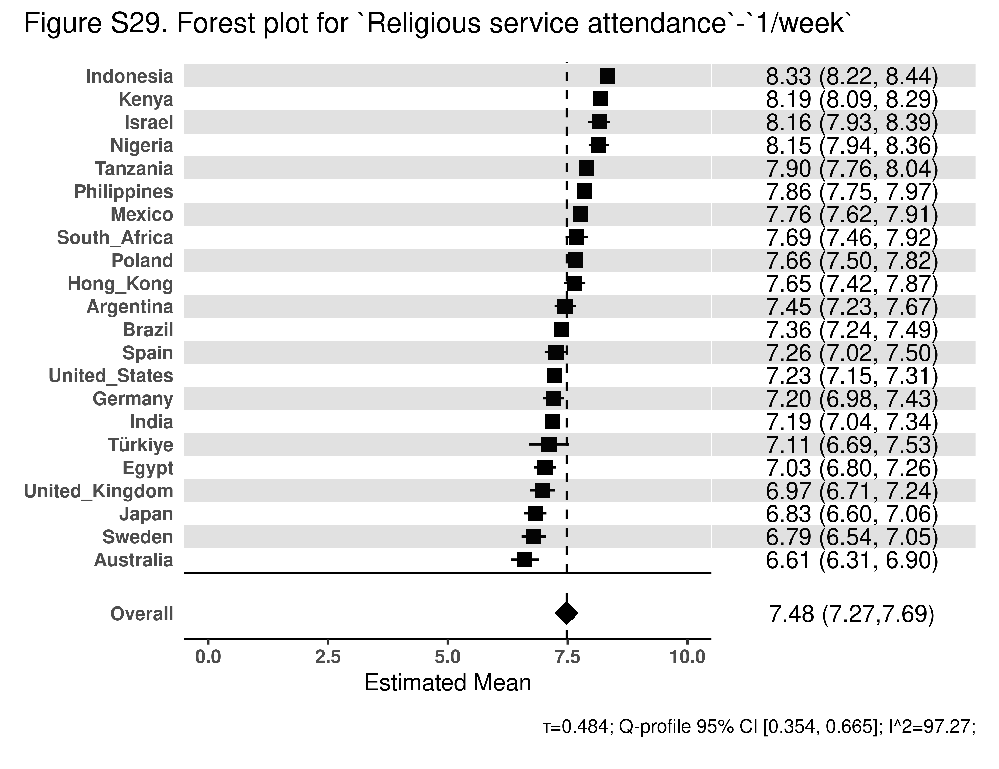 Figure S29. Forest plot for `Religious service attendance`-`1/week`
Indonesia 8.33 (8.22, 8.44)
Kenya 8.19 (8.09, 8.29)
Israel 8.16 (7.93, 8.39)
Nigeria 8.15 (7.94, 8.36)
Tanzania 7.90 (7.76, 8.04)
Philippines 7.86 (7.75, 7.97)
Mexico 7.76 (7.62, 7.91)
South_Africa 7.69 (7.46, 7.92)
Poland 7.66 (7.50, 7.82)
Hong_Kong 7.65 (7.42, 7.87)
Argentina 7.45 (7.23, 7.67)
Brazil 7.36 (7.24, 7.49)
Spain 7.26 (7.02, 7.50)
United_States 7.23 (7.15, 7.31)
Germany 7.20 (6.98, 7.43)
India 7.19 (7.04, 7.34)
Türkiye 7.11 (6.69, 7.53)
Egypt 7.03 (6.80, 7.26)
United_Kingdom 6.97 (6.71, 7.24)
Japan 6.83 (6.60, 7.06)
Sweden 6.79 (6.54, 7.05)
Australia 6.61 (6.31, 6.90)
Overall 7.48 (7.27,7.69)
0.0 2.5 5.0 7.5 10.0
Estimated Mean
τ=0.484; Q-profile 95% CI [0.354, 0.665]; I^2=97.27;